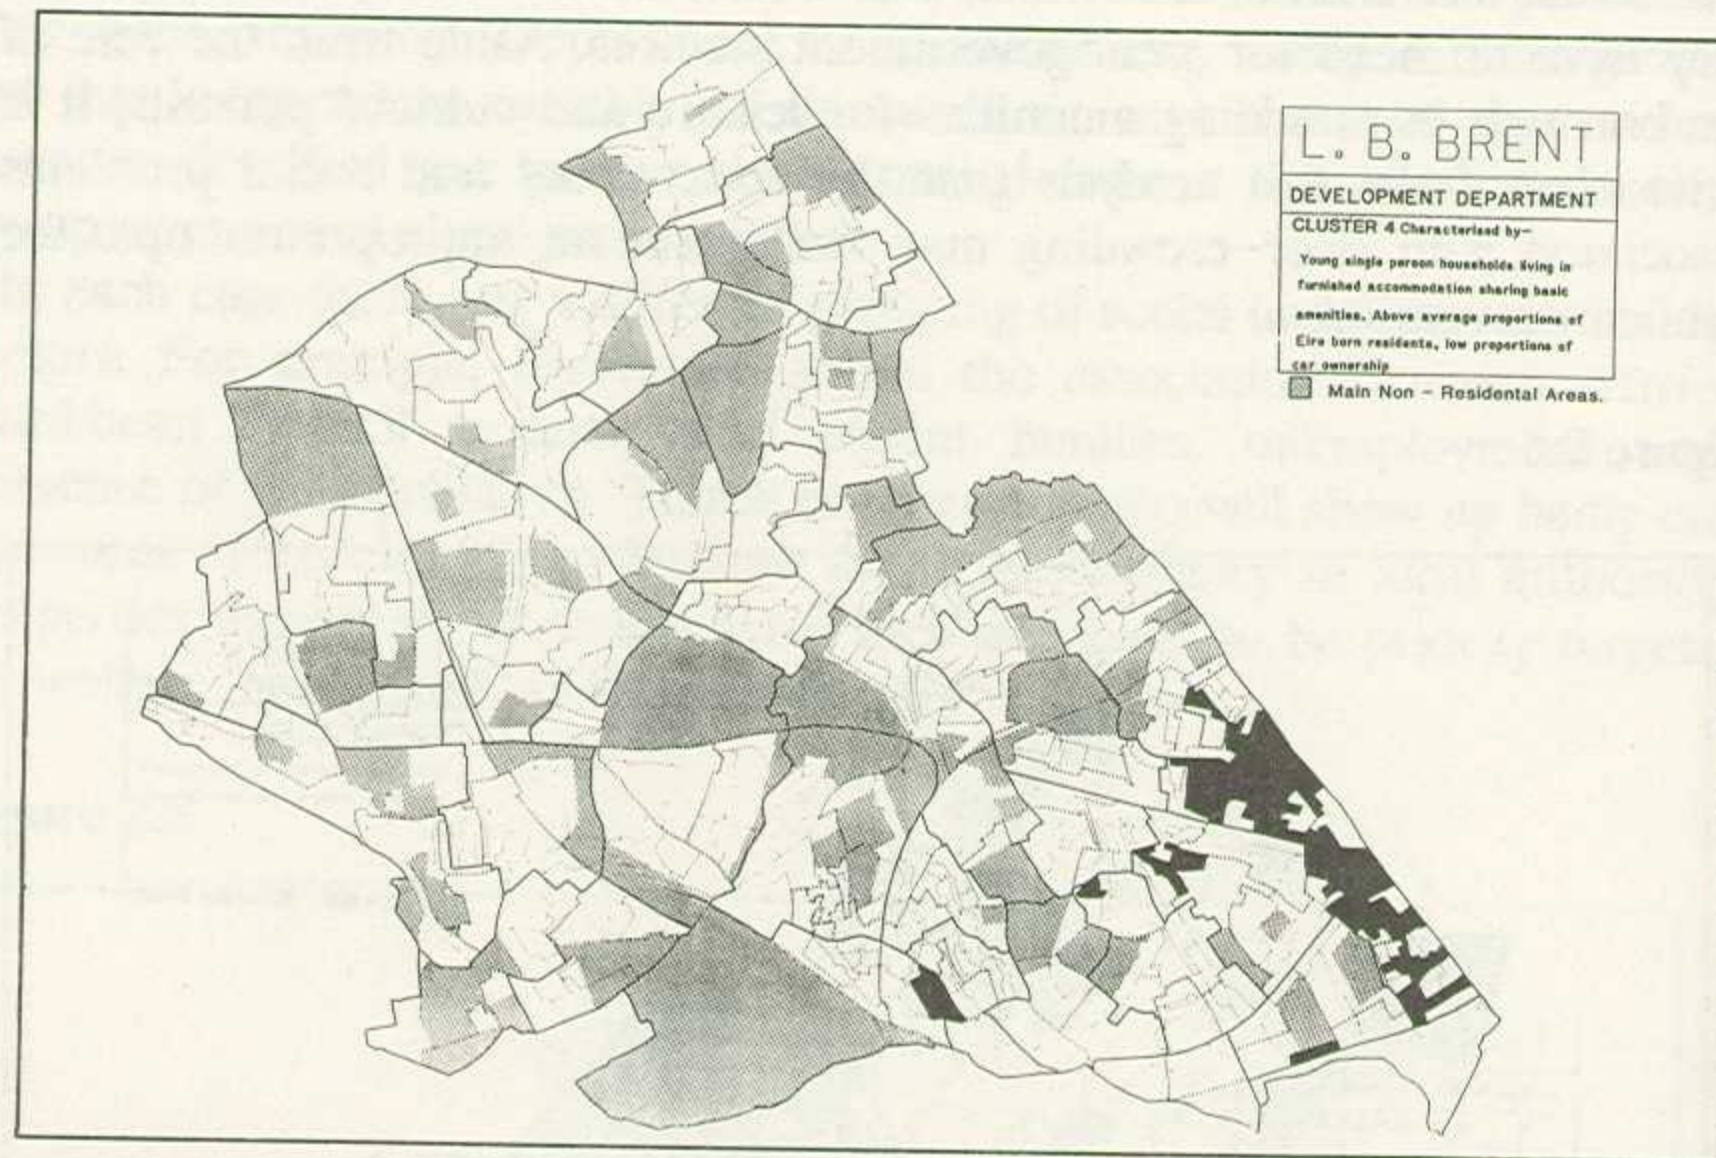 L. B. BRENT
DEVELOPMENT DEPARTMENT
CLUSTER 4 Characterised by—
Young single person households living in
furnished accommodation sharing basic
amenities. Above average proportions of
Eire born residents, low proportions of
car ownership
Main Non - Residental Areas.